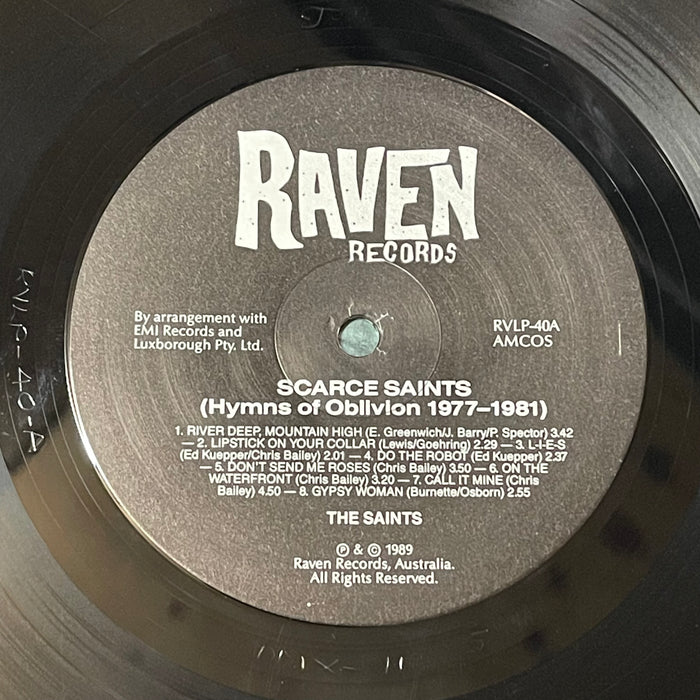 RAVEN
RECORDS
By arrangement with
EMI Records and
Luxborough Pty. Ltd.
RVLP-40A
AMCOS
SCARCE SAINTS
(Hymns of Oblivion 1977–1981)
1. RIVER DEEP, MOUNTAIN HIGH (E. Greenwich/J. Barry/P. Spector) 3.42
— 2. LIPSTICK ON YOUR COLLAR (Lewis/Goehring) 2.29 — 3. L-I-E-S
(Ed Kuepper/Chris Bailey) 2.01 — 4. DO THE ROBOT (Ed Kuepper) 2.37
— 5. DON'T SEND ME ROSES (Chris Bailey) 3.50 — 6. ON THE
WATERFRONT (Chris Bailey) 3.20 — 7. CALL IT MINE (Chris
Bailey) 4.50 — 8. GYPSY WOMAN (Burnette/Osborn) 2.55
THE SAINTS
Ⓟ & © 1989
Raven Records, Australia.
All Rights Reserved.
RVLP-40-A